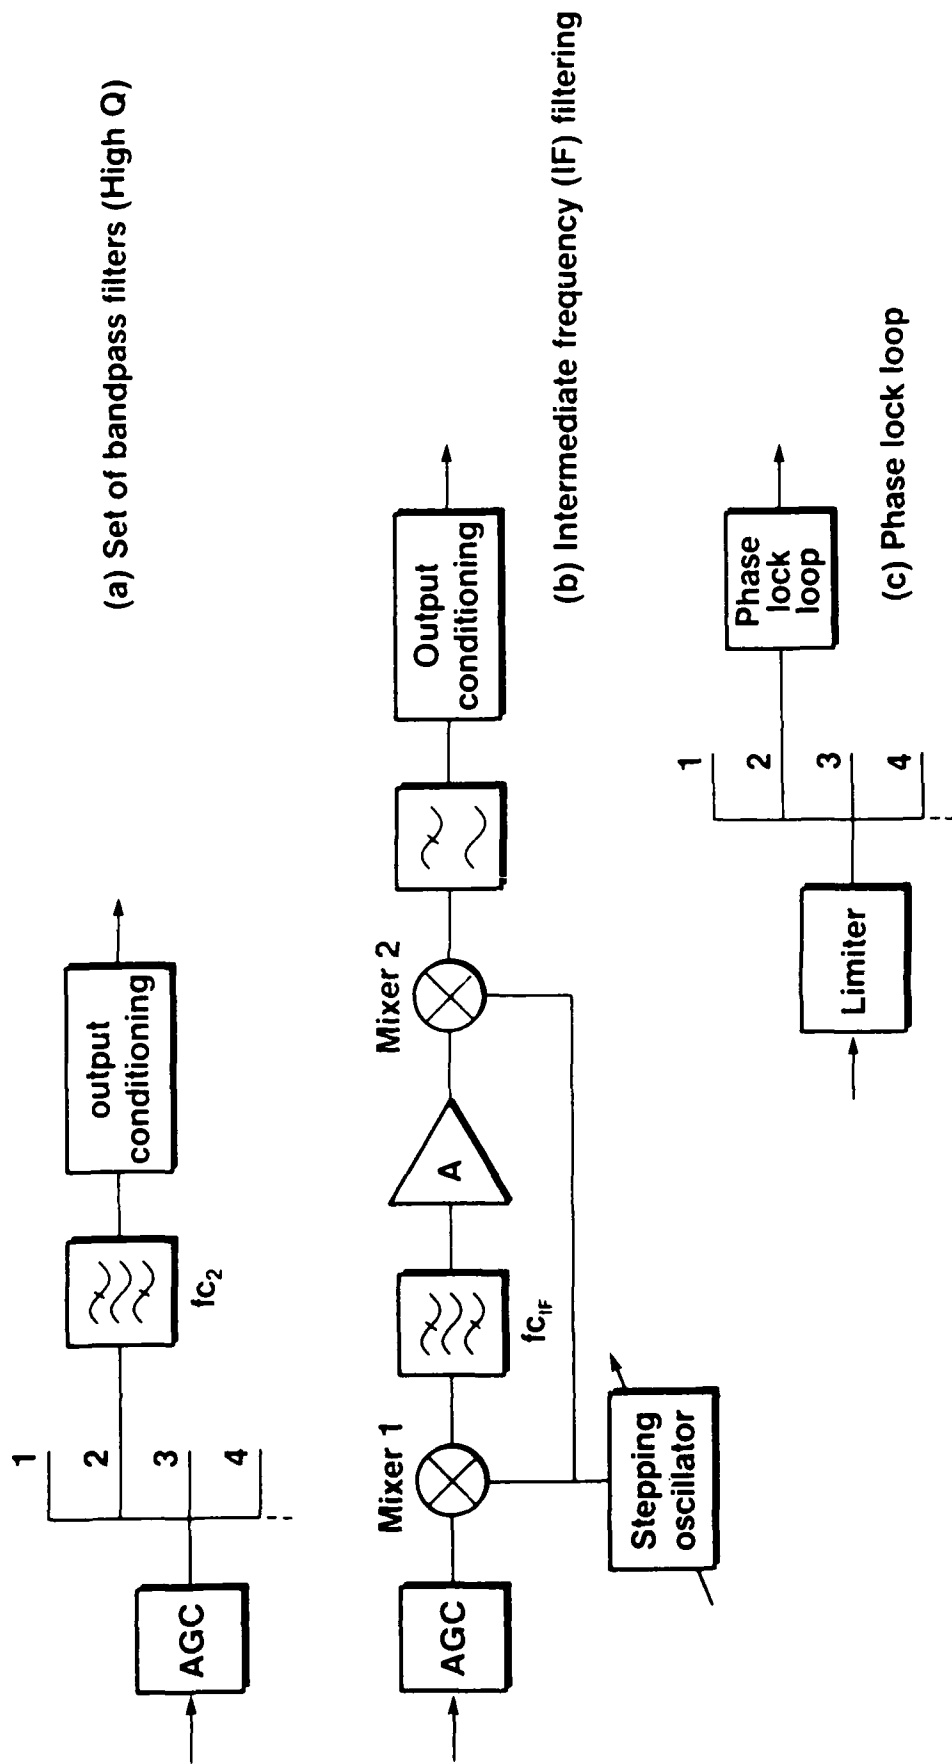 1
2
3
4
AGC
fc₂
output
conditioning
(a) Set of bandpass filters (High Q)
AGC
Mixer 1
Stepping
oscillator
fc_IF
A
Mixer 2
Output
conditioning
(b) Intermediate frequency (IF) filtering
Limiter
1
2
3
4
Phase
lock
loop
(c) Phase lock loop